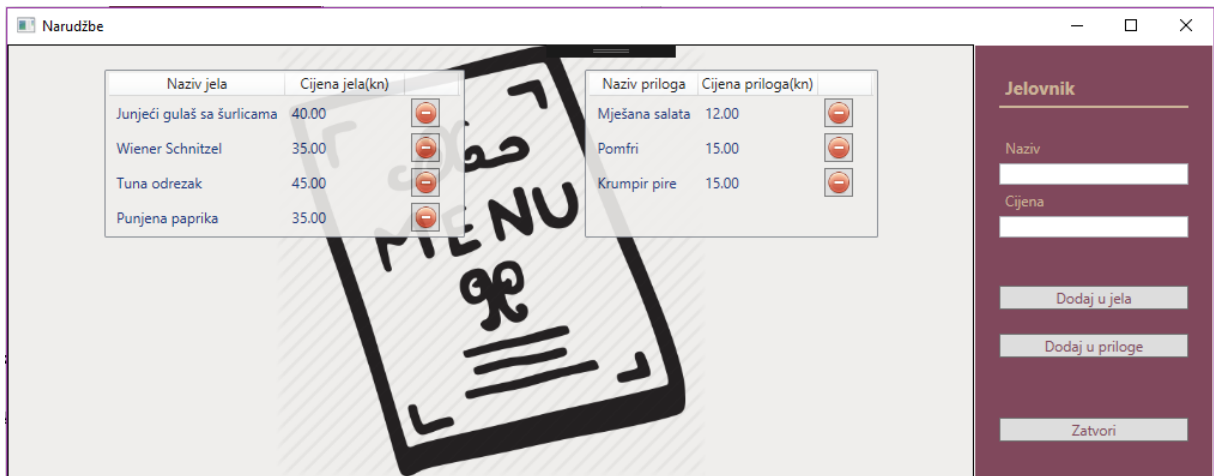 Narudžbe
Naziv jela Cijena jela(kn)
Junjeći gulaš sa šurlicama 40.00
Wiener Schnitzel 35.00
Tuna odrezak 45.00
Punjena paprika 35.00
Naziv priloga Cijena priloga(kn)
Mješana salata 12.00
Pomfri 15.00
Krumpir pire 15.00
MENU
Jelovnik
Naziv
Cijena
Dodaj u jela
Dodaj u priloge
Zatvori